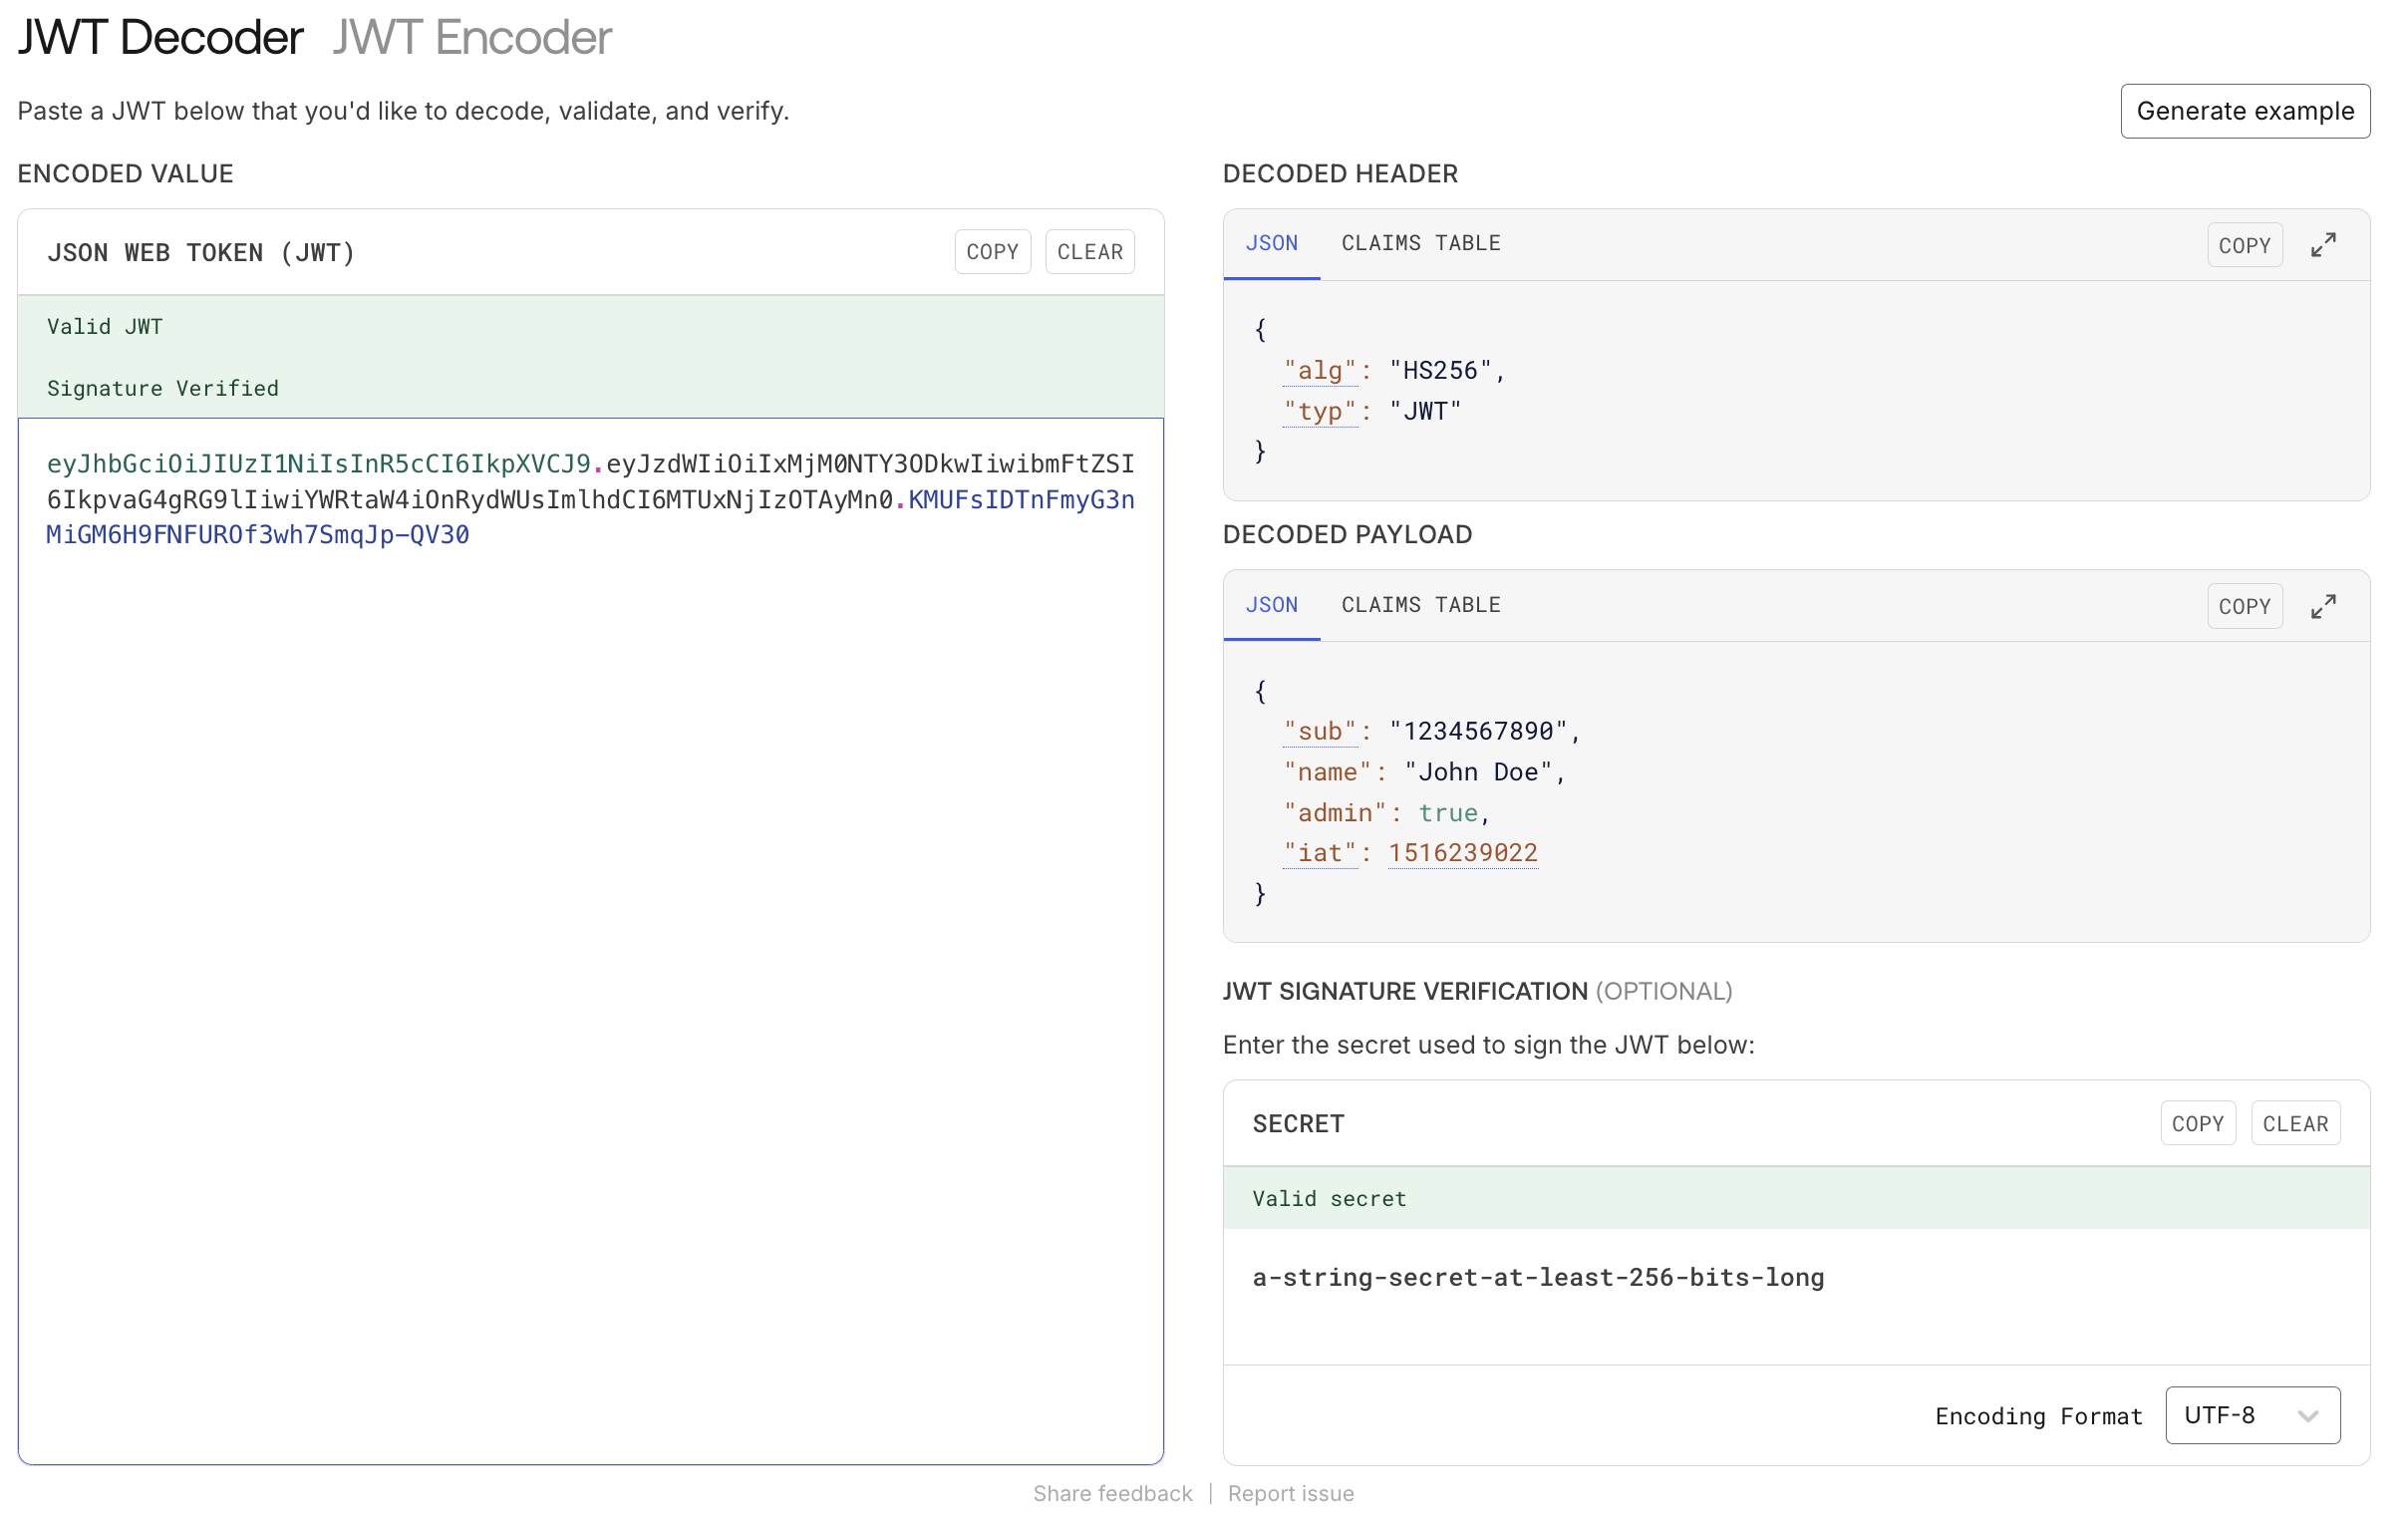 JWT Decoder JWT Encoder
Paste a JWT below that you'd like to decode, validate, and verify.
Generate example
ENCODED VALUE
JSON WEB TOKEN (JWT)
COPY
CLEAR
Valid JWT
Signature Verified
eyJhbGciOiJIUzI1NiIsInR5cCI6IkpXVCJ9.eyJzdWIiOiIxMjM0NTY3ODkwIiwibmFtZSI
6IkpvaG4gRG9lIiwiYWRtaW4iOnRydWUsImlhdCI6MTUxNjIzOTAyMn0.KMUFsIDTnFmyG3n
MiGM6H9FNFUROf3wh7SmqJp-QV30
DECODED HEADER
JSON
CLAIMS TABLE
COPY
{
"alg": "HS256",
"typ": "JWT"
}
DECODED PAYLOAD
JSON
CLAIMS TABLE
COPY
{
"sub": "1234567890",
"name": "John Doe",
"admin": true,
"iat": 1516239022
}
JWT SIGNATURE VERIFICATION (OPTIONAL)
Enter the secret used to sign the JWT below:
SECRET
COPY
CLEAR
Valid secret
a-string-secret-at-least-256-bits-long
Encoding Format
UTF-8
Share feedback | Report issue